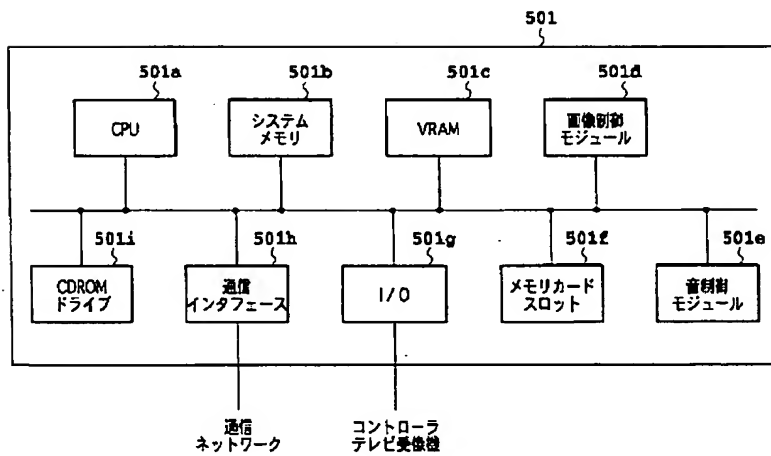 501
501a
501b
501c
501d
CPU
システム
メモリ
VRAM
画像制御
モジュール
501i
501h
501g
501f
501e
CDROM
ドライブ
通信
インタフェース
I/O
メモリカード
スロット
音制御
モジュール
通信
ネットワーク
コントローラ
テレビ受像機